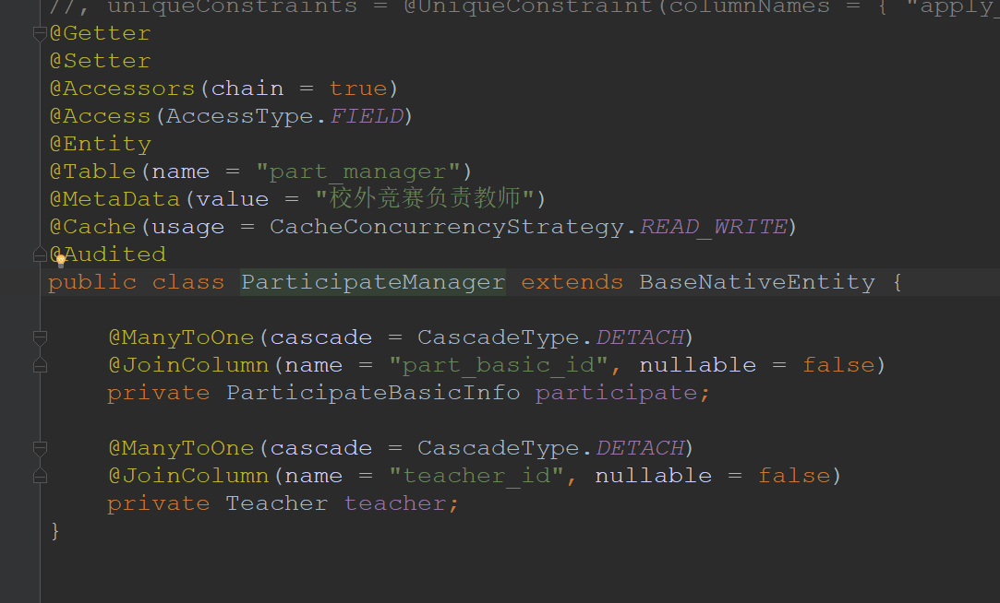 //, uniqueConstraints = @UniqueConstraint(columnNames = { "apply_
@Getter
@Setter
@Accessors(chain = true)
@Access(AccessType.FIELD)
@Entity
@Table(name = "part_manager")
@MetaData(value = "校外竞赛负责教师")
@Cache(usage = CacheConcurrencyStrategy.READ_WRITE)
@Audited
public class ParticipateManager extends BaseNativeEntity {
@ManyToOne(cascade = CascadeType.DETACH)
@JoinColumn(name = "part_basic_id", nullable = false)
private ParticipateBasicInfo participate;
@ManyToOne(cascade = CascadeType.DETACH)
@JoinColumn(name = "teacher_id", nullable = false)
private Teacher teacher;
}